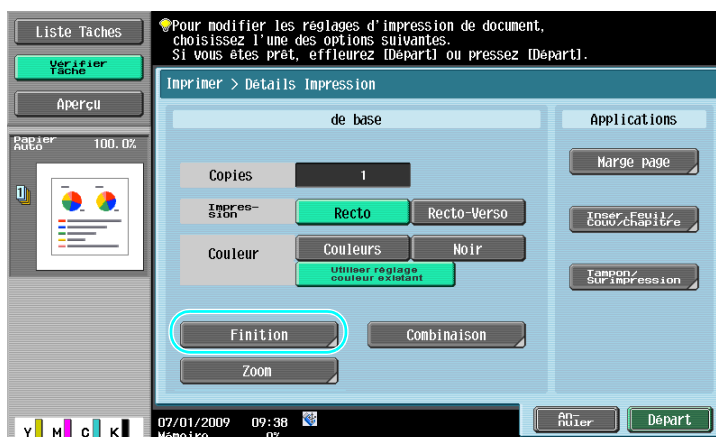 Liste Tâches
Vérifier
Tâche
Aperçu
Papier
Auto 100.0%
Pour modifier les réglages d'impression de document,
choisissez l'une des options suivantes.
Si vous êtes prêt, effleurez [Départ] ou pressez [Départ].
Imprimer > Détails Impression
de base
Applications
Copies 1
Impres-
sion
Recto Recto-Verso
Couleur
Couleurs Noir
Utiliser réglage
couleur existant
Finition Combinaison
Zoom
Marge page
Insér.Feuil/
Couv/Chapitre
Tampon/
Surimpression
Y M C K
07/01/2009 09:38
Mémoire 0%
An-
nuler
Départ